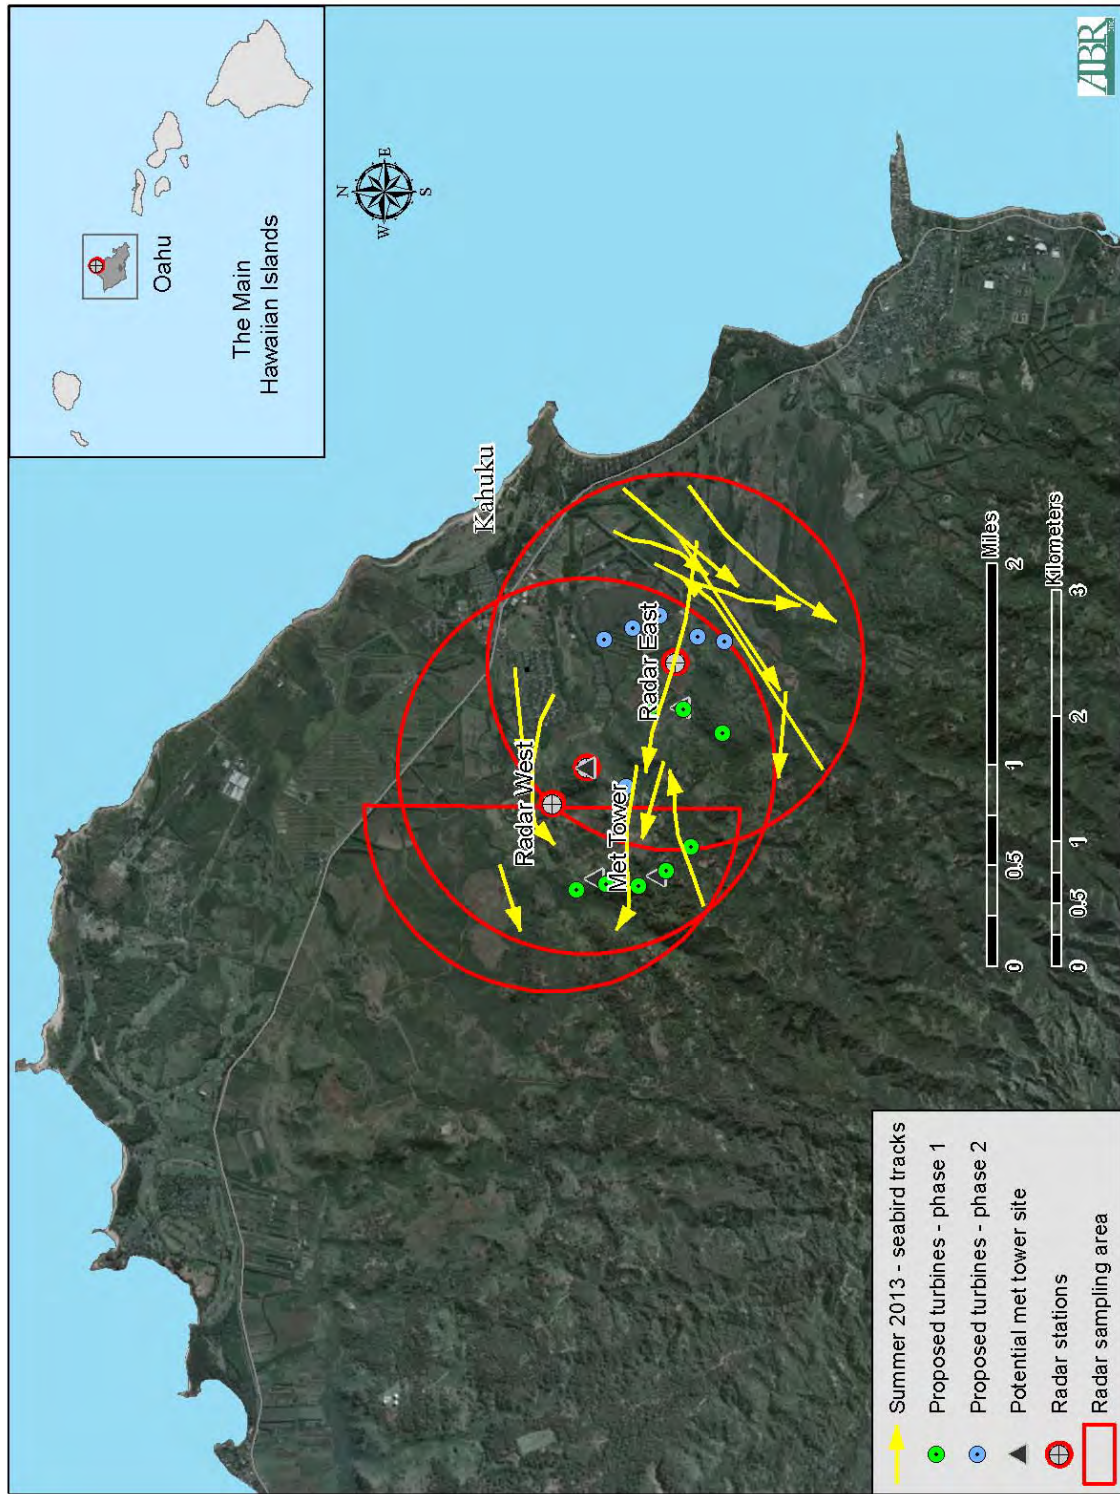 Oahu
The Main
Hawaiian Islands
N
W
E
S
Kahuku
Radar West
Radar East
Met Tower
Miles
0
0.5
1
2
Kilometers
0
0.5
1
2
3
Summer 2013 - seabird tracks
Proposed turbines - phase 1
Proposed turbines - phase 2
Potential met tower site
Radar stations
Radar sampling area
ABR